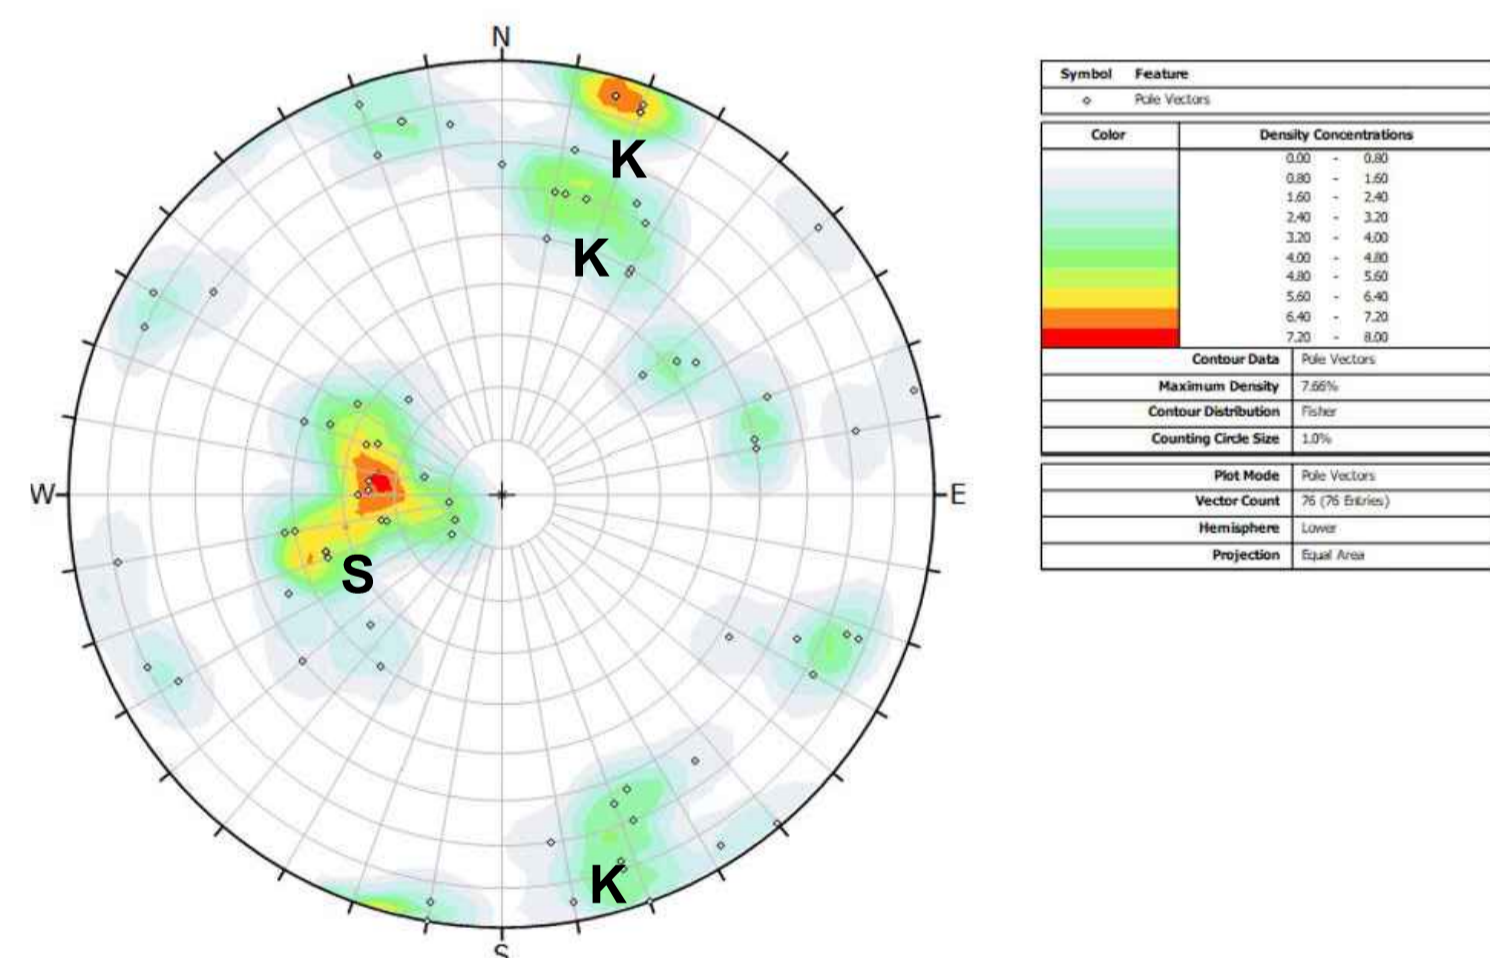 N
K
K
W
E
S
K
S
Symbol Feature
Pole Vectors
Color Density Concentrations
0.00 - 0.80
0.80 - 1.60
1.60 - 2.40
2.40 - 3.20
3.20 - 4.00
4.00 - 4.80
4.80 - 5.60
5.60 - 6.40
6.40 - 7.20
7.20 - 8.00
Contour Data Pole Vectors
Maximum Density 7.66%
Contour Distribution Fisher
Counting Circle Size 1.0%
Plot Mode Pole Vectors
Vector Count 76 (76 Entries)
Hemisphere Lower
Projection Equal Area